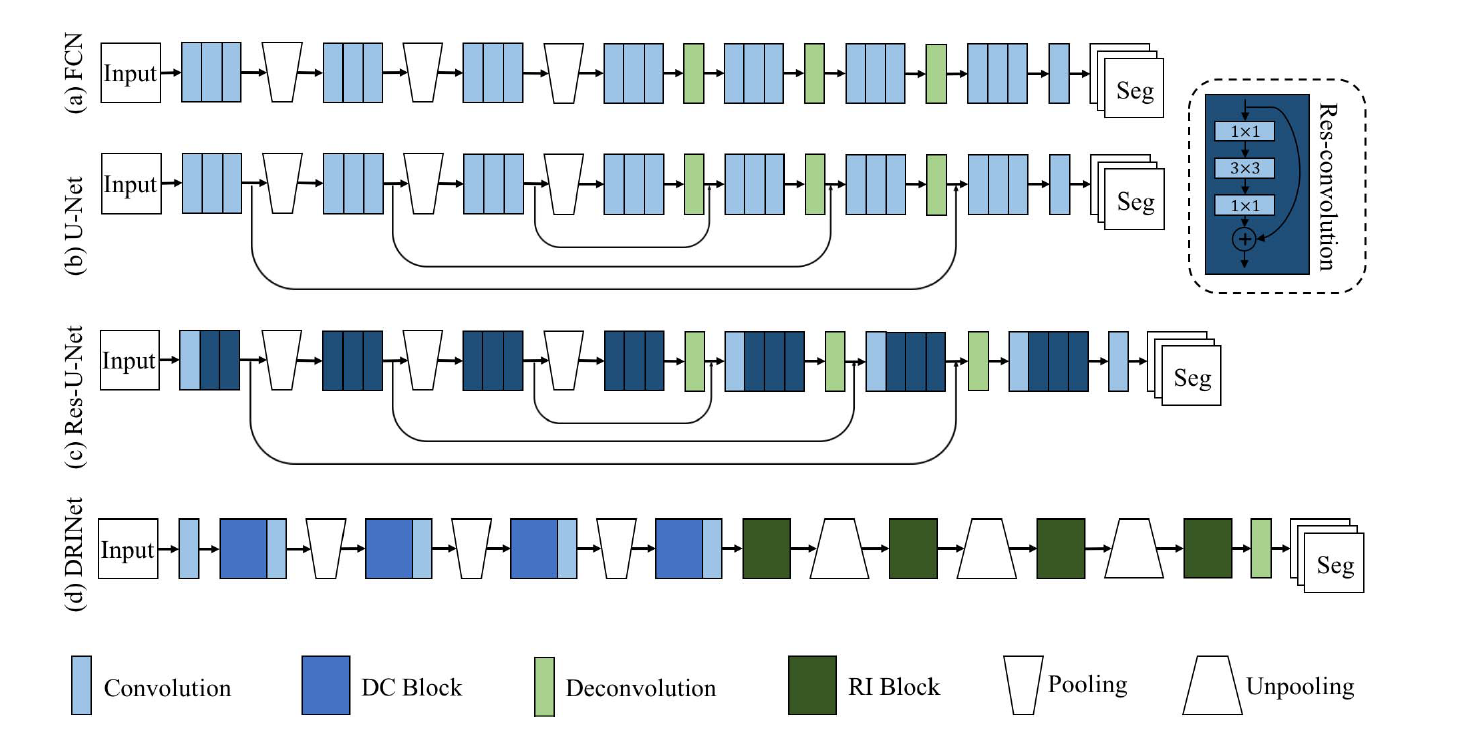 (a) FCN
Input
Seg
(b) U-Net
Input
Seg
1×1
3×3
1×1
+
Res-convolution
(c) Res-U-Net
Input
Seg
(d) DRINet
Input
Seg
Convolution
DC Block
Deconvolution
RI Block
Pooling
Unpooling